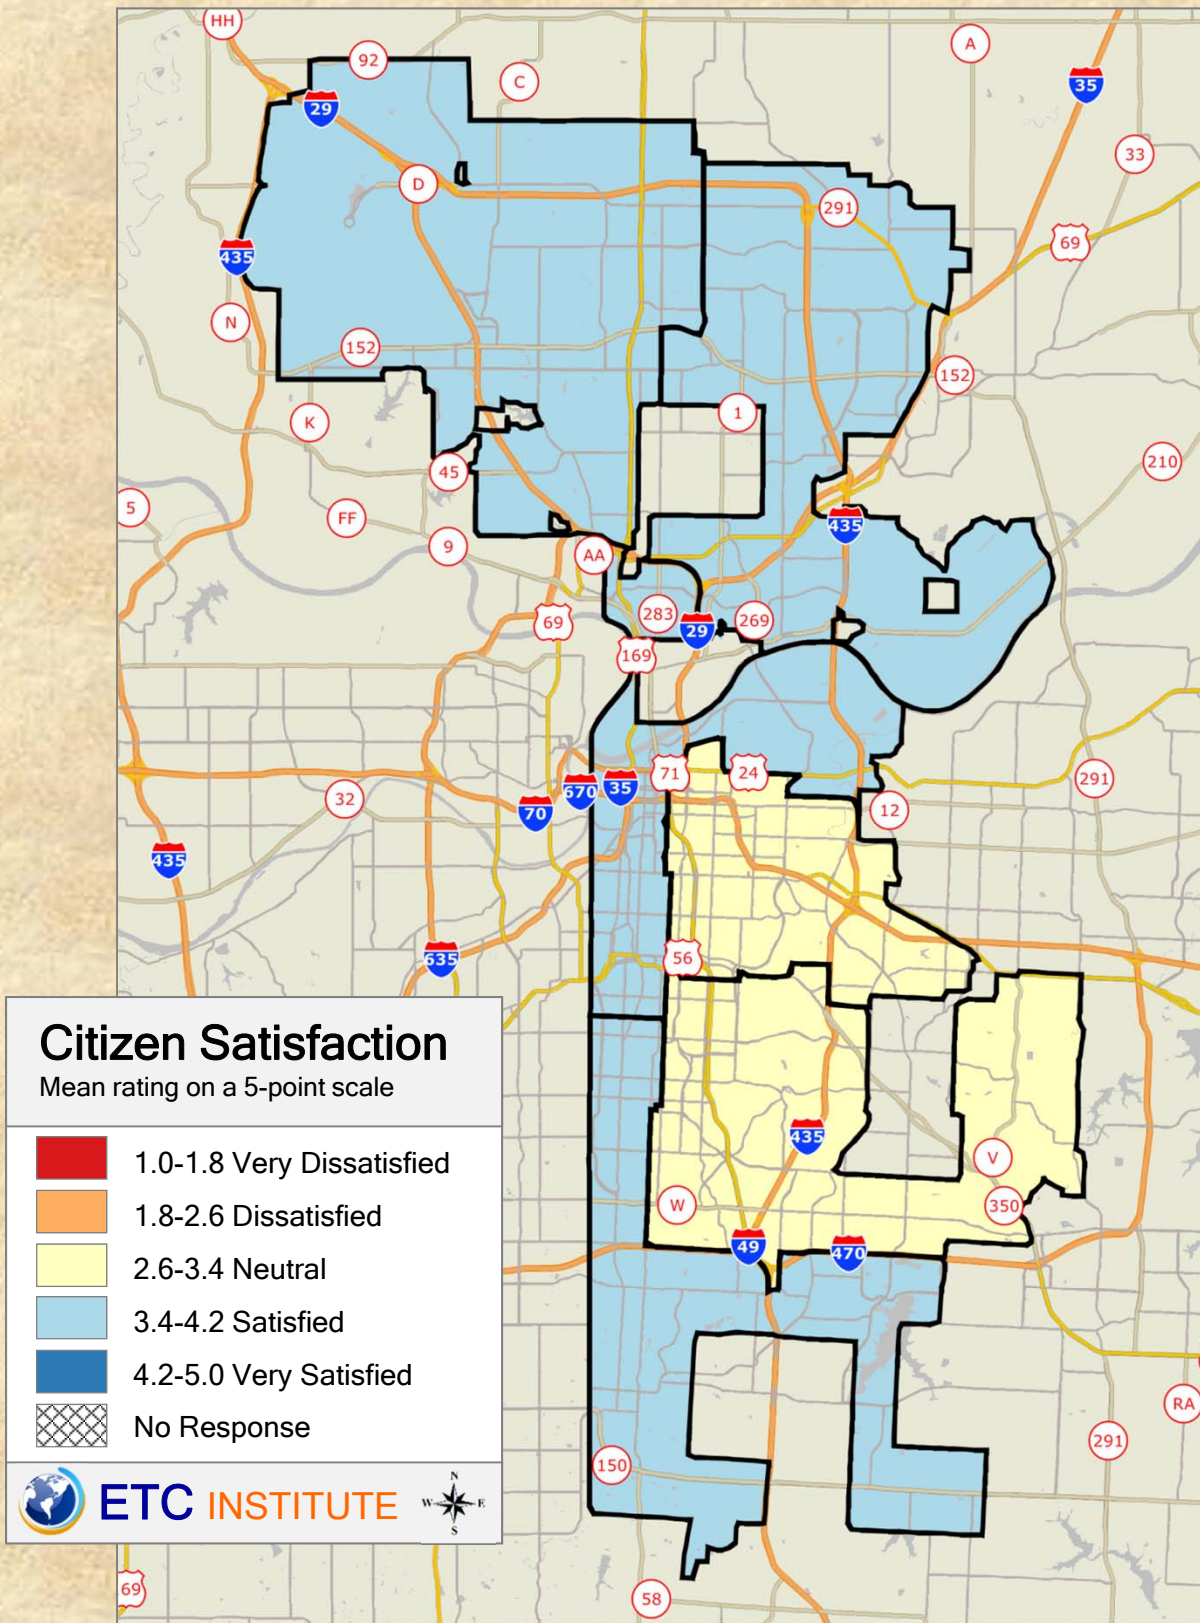 HH
92
C
A
29
35
33
D
291
69
435
N
152
152
K
1
45
210
5
FF
9
435
AA
283
69
29
269
169
71
24
670
35
291
32
70
12
435
56
635
Citizen Satisfaction
Mean rating on a 5-point scale
1.0-1.8 Very Dissatisfied
1.8-2.6 Dissatisfied
2.6-3.4 Neutral
3.4-4.2 Satisfied
4.2-5.0 Very Satisfied
No Response
ETC INSTITUTE
N
W E
S
435
V
W
350
49
470
RA
291
150
69
58